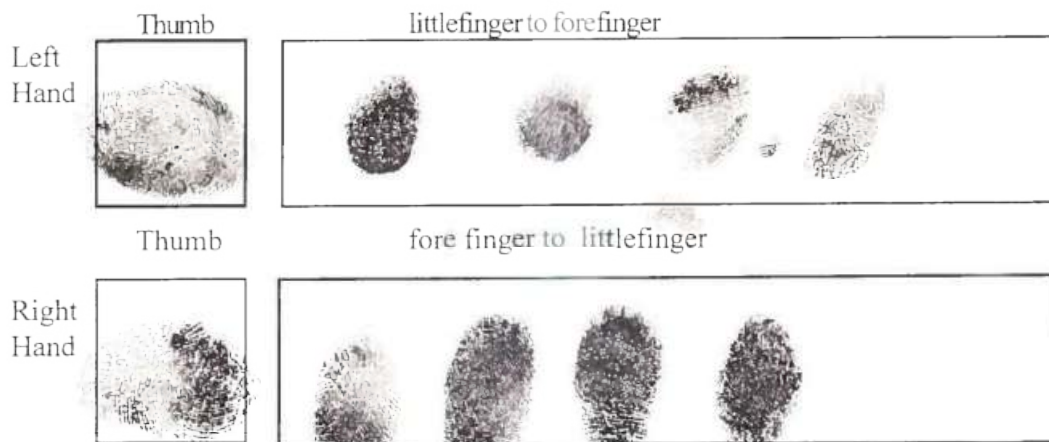 Thumb littlefinger to forefinger
Left
Hand
Thumb fore finger to littlefinger
Right
Hand